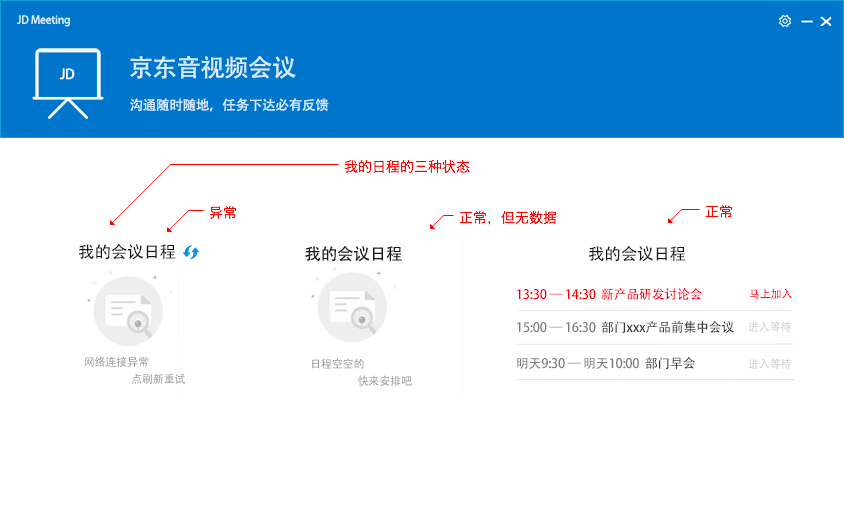 JD Meeting
JD
京东音视频会议
沟通随时随地，任务下达必有反馈
我的日程的三种状态
异常
正常，但无数据
正常
我的会议日程
网络连接异常
点刷新重试
我的会议日程
日程空空的
快来安排吧
我的会议日程
13:30 — 14:30 新产品研发讨论会 马上加入
15:00 — 16:30 部门xxx产品前集中会议 进入等待
明天9:30 — 明天10:00 部门早会 进入等待